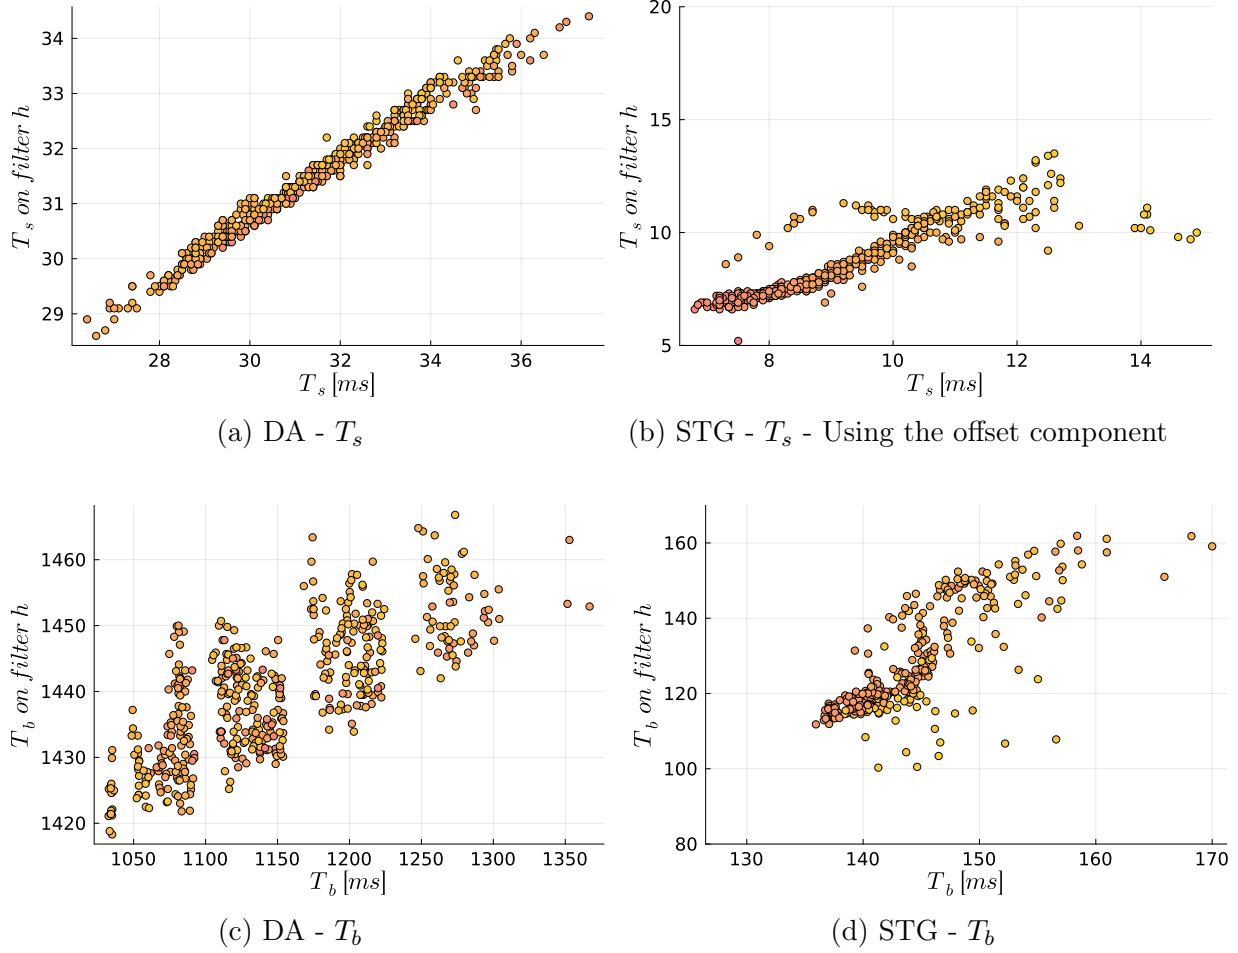 34
33
32
31
30
29
T_s on filter h
28 30 32 34 36
T_s [ms]
(a) DA - T_s
20
15
10
5
T_s on filter h
8 10 12 14
T_s [ms]
(b) STG - T_s - Using the offset component
1460
1450
1440
1430
1420
T_b on filter h
1050 1100 1150 1200 1250 1300 1350
T_b [ms]
(c) DA - T_b
160
140
120
100
80
T_b on filter h
130 140 150 160 170
T_b [ms]
(d) STG - T_b